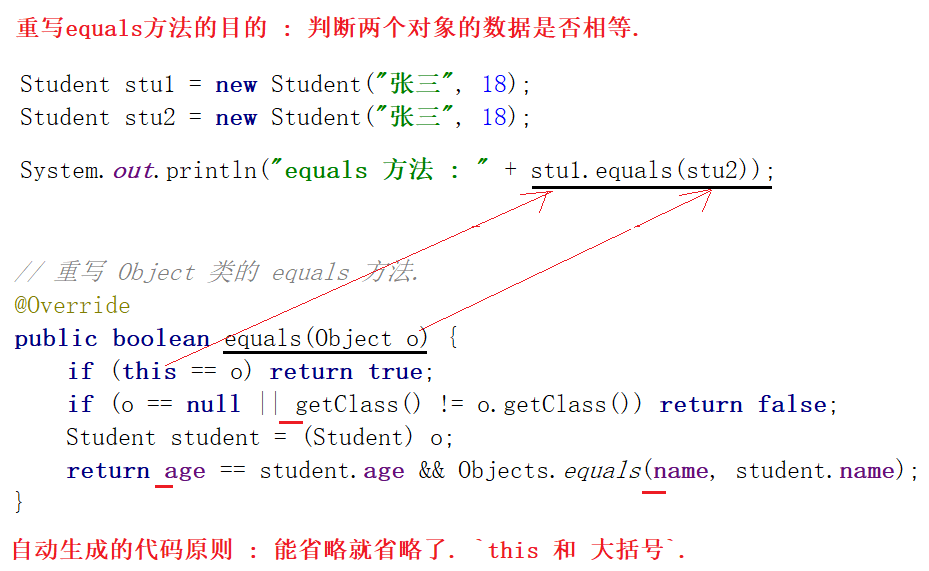 重写equals方法的目的 : 判断两个对象的数据是否相等.
Student stu1 = new Student("张三", 18);
Student stu2 = new Student("张三", 18);
System.out.println("equals 方法 : " + stu1.equals(stu2));
// 重写 Object 类的 equals 方法.
@Override
public boolean equals(Object o) {
    if (this == o) return true;
    if (o == null || getClass() != o.getClass()) return false;
    Student student = (Student) o;
    return age == student.age && Objects.equals(name, student.name);
}
自动生成的代码原则 : 能省略就省略了. `this 和 大括号`.